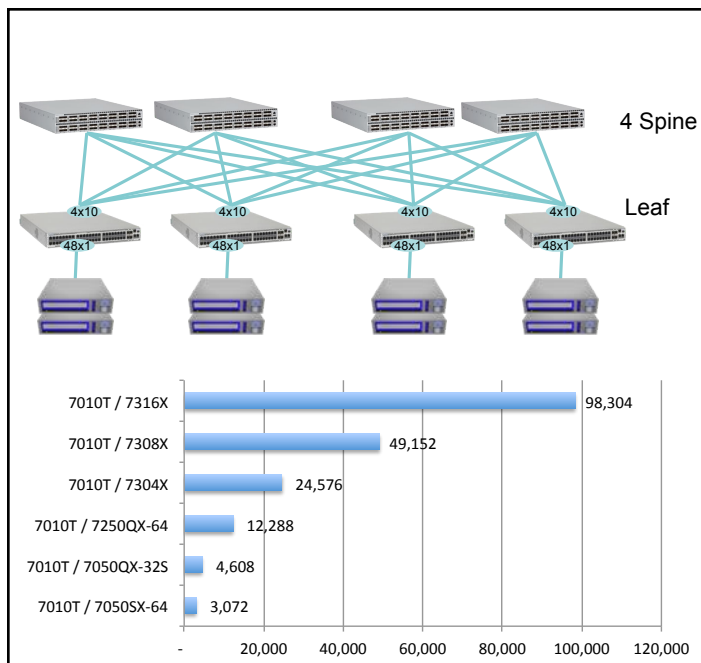 4 Spine
4x10 4x10 4x10 4x10
Leaf
48x1 48x1 48x1 48x1
7010T / 7316X 98,304
7010T / 7308X 49,152
7010T / 7304X 24,576
7010T / 7250QX-64 12,288
7010T / 7050QX-32S 4,608
7010T / 7050SX-64 3,072
- 20,000 40,000 60,000 80,000 100,000 120,000